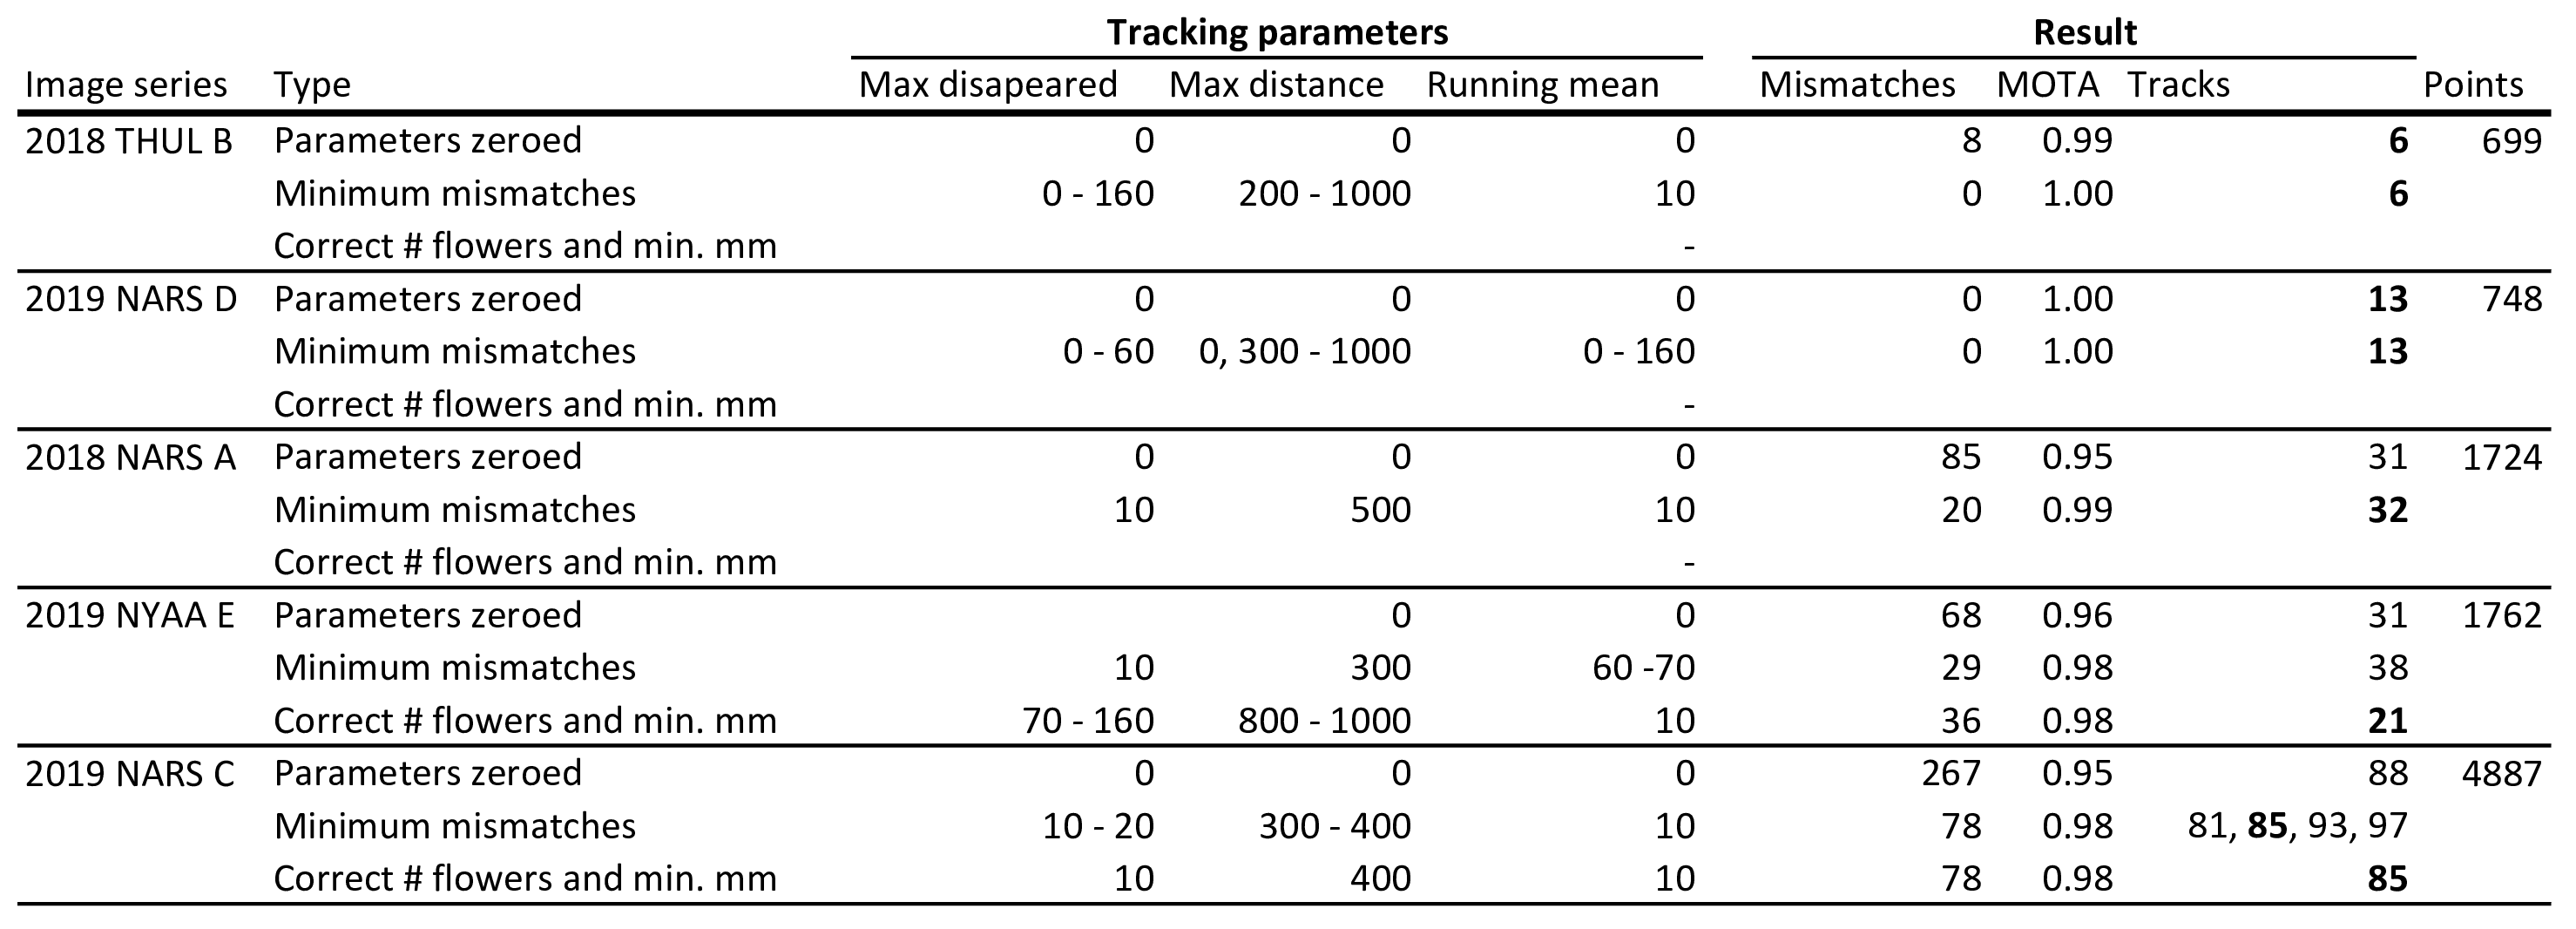 Tracking parameters Result
Image series Type Max disapeared Max distance Running mean Mismatches MOTA Tracks Points
2018 THUL B Parameters zeroed 0 0 0 8 0.99 6 699
Minimum mismatches 0 - 160 200 - 1000 10 0 1.00 6
Correct # flowers and min. mm -
2019 NARS D Parameters zeroed 0 0 0 0 1.00 13 748
Minimum mismatches 0 - 60 0, 300 - 1000 0 - 160 0 1.00 13
Correct # flowers and min. mm -
2018 NARS A Parameters zeroed 0 0 0 85 0.95 31 1724
Minimum mismatches 10 500 10 20 0.99 32
Correct # flowers and min. mm -
2019 NYAA E Parameters zeroed 0 0 68 0.96 31 1762
Minimum mismatches 10 300 60 -70 29 0.98 38
Correct # flowers and min. mm 70 - 160 800 - 1000 10 36 0.98 21
2019 NARS C Parameters zeroed 0 0 0 267 0.95 88 4887
Minimum mismatches 10 - 20 300 - 400 10 78 0.98 81, 85, 93, 97
Correct # flowers and min. mm 10 400 10 78 0.98 85